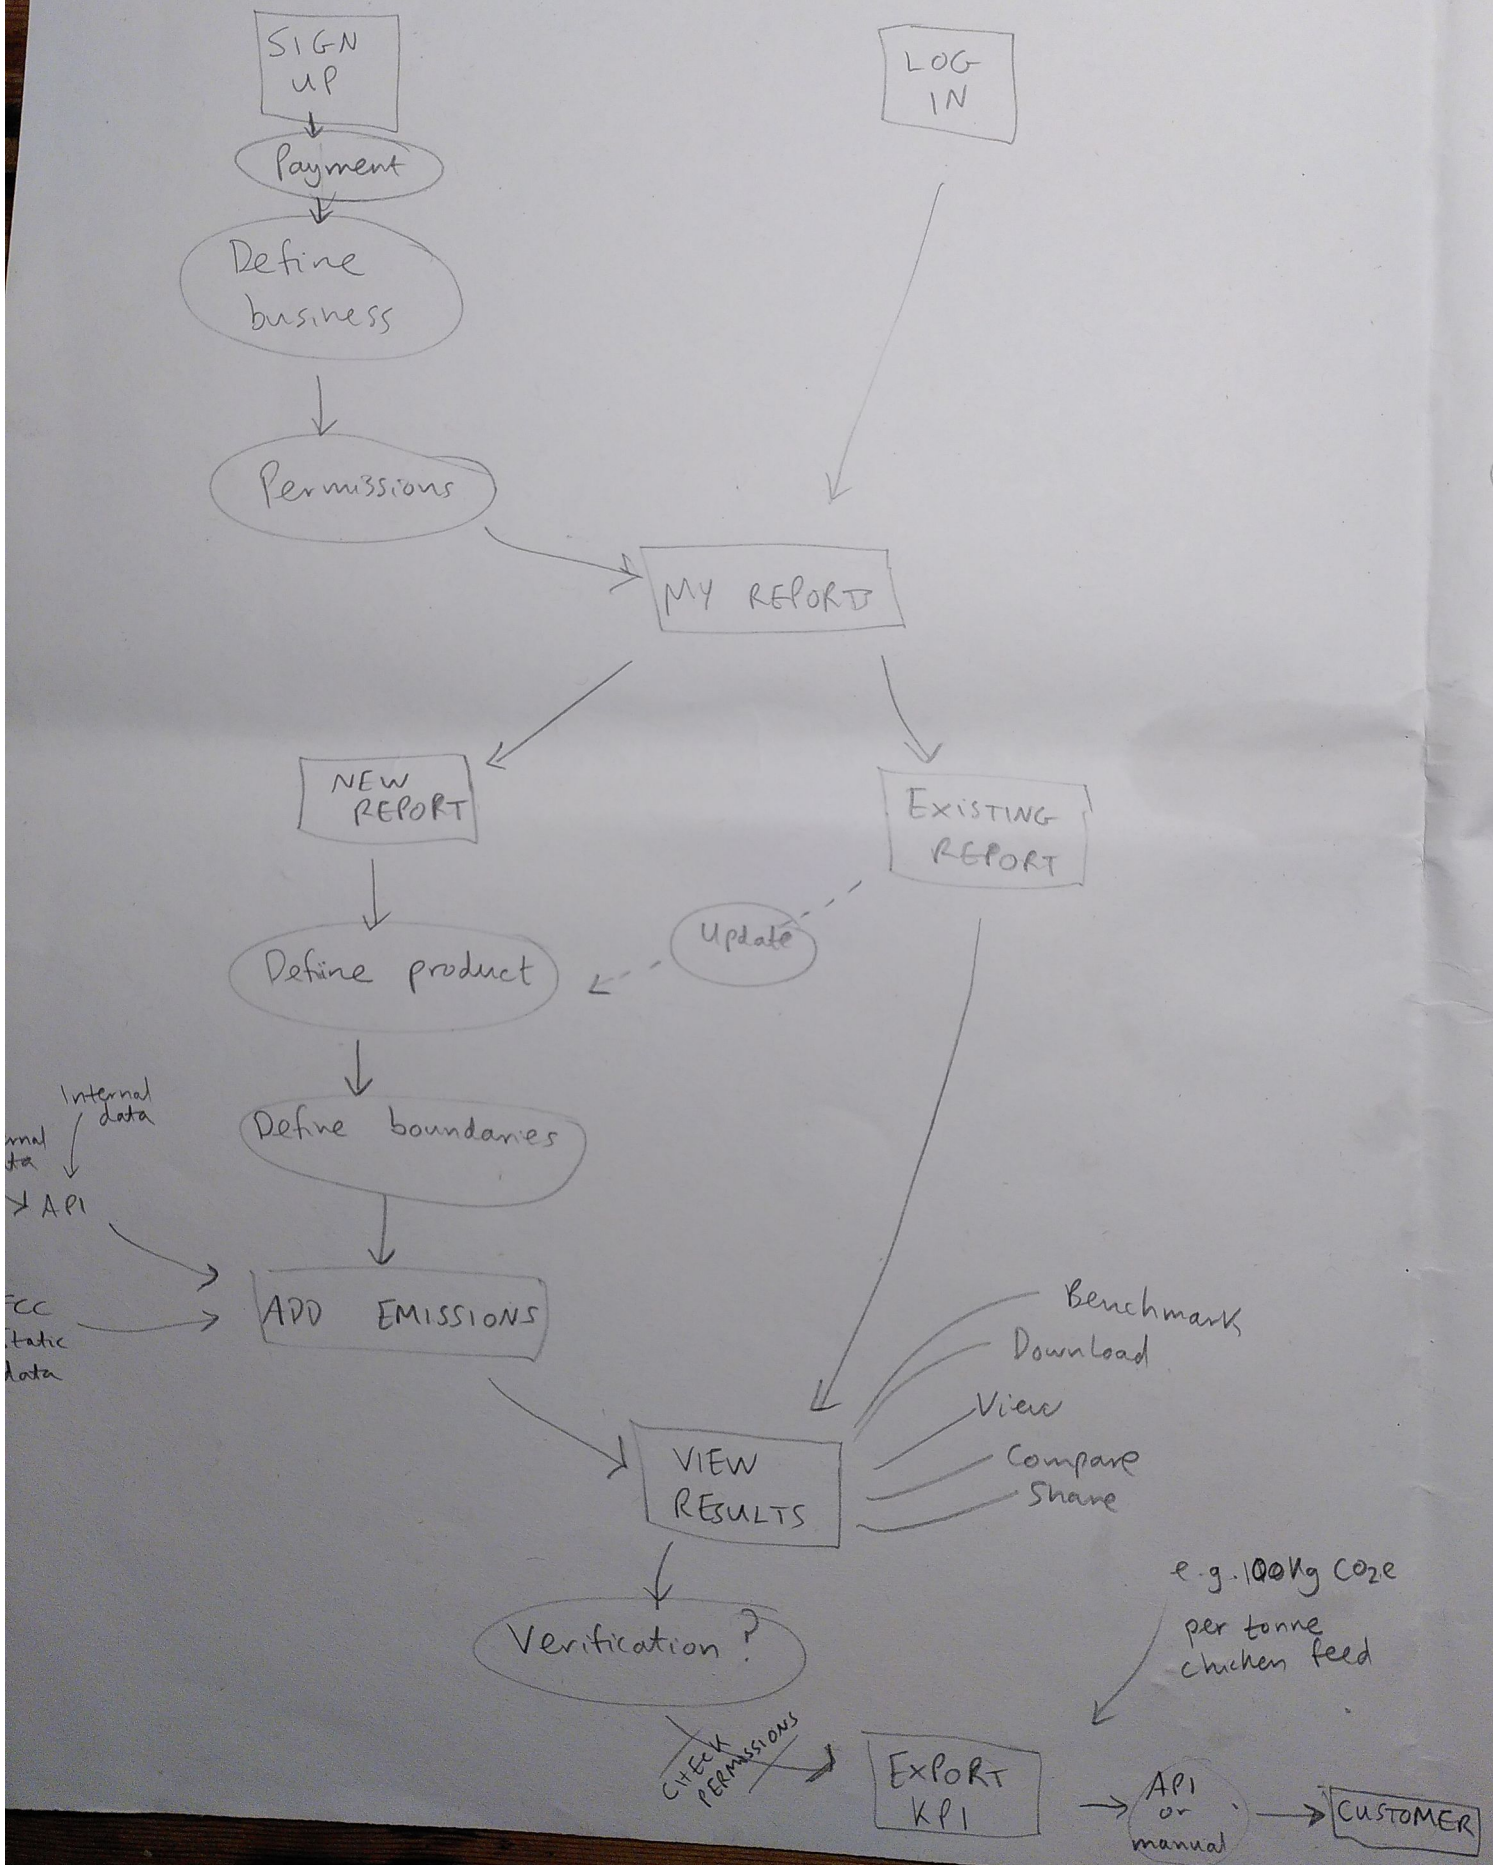 SIGN
UP
LOG
IN
Payment
Define
business
Permissions
MY REPORTS
NEW
REPORT
EXISTING
REPORT
Update
Define product
Internal
data
Define boundaries
API
ADD EMISSIONS
data
Benchmark
Download
View
Compare
Share
VIEW
RESULTS
e.g. 100kg CO2e
per tonne
chicken feed
Verification?
CHECK
PERMISSIONS
EXPORT
KPI
API
or
manual
CUSTOMER